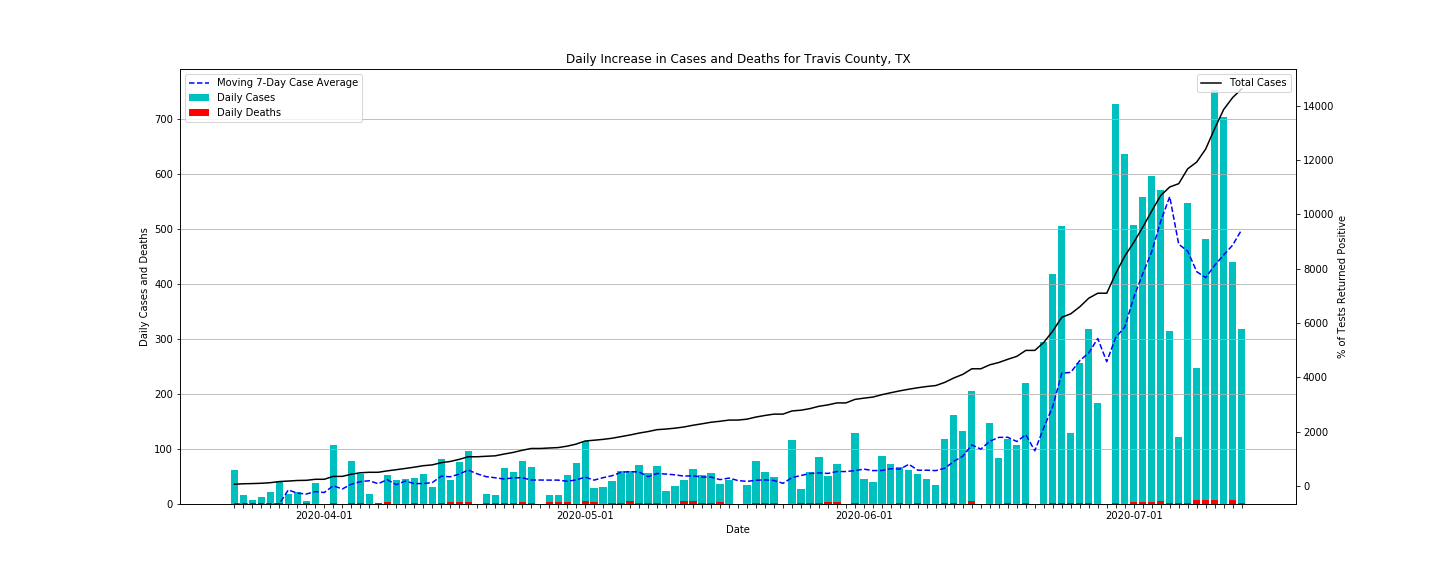 Daily Increase in Cases and Deaths for Travis County, TX
Moving 7-Day Case Average
Daily Cases
Daily Deaths
Total Cases
Daily Cases and Deaths
700
600
500
400
300
200
100
0
14000
12000
10000
8000
6000
4000
2000
0
% of Tests Returned Positive
2020-04-01
2020-05-01
2020-06-01
2020-07-01
Date